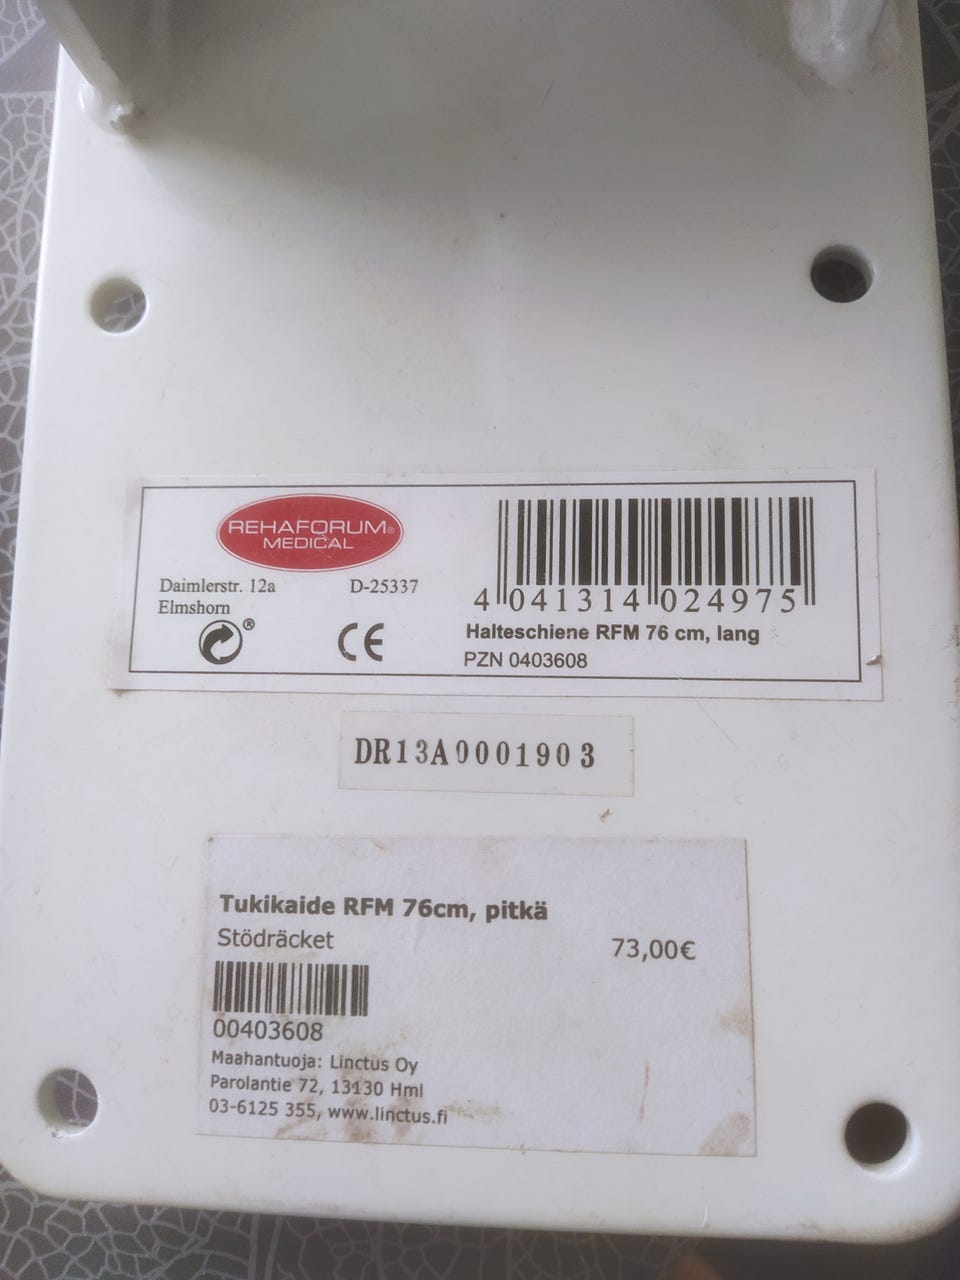 REHAFORUM®
MEDICAL
Daimlerstr. 12a D-25337
Elmshorn
®
CE
4 041314 024975
Halteschiene RFM 76 cm, lang
PZN 0403608
DR13A0001903
Tukikaide RFM 76cm, pitkä
Stödräcket
73,00€
00403608
Maahantuoja: Linctus Oy
Parolantie 72, 13130 Hml
03-6125 355, www.linctus.fi